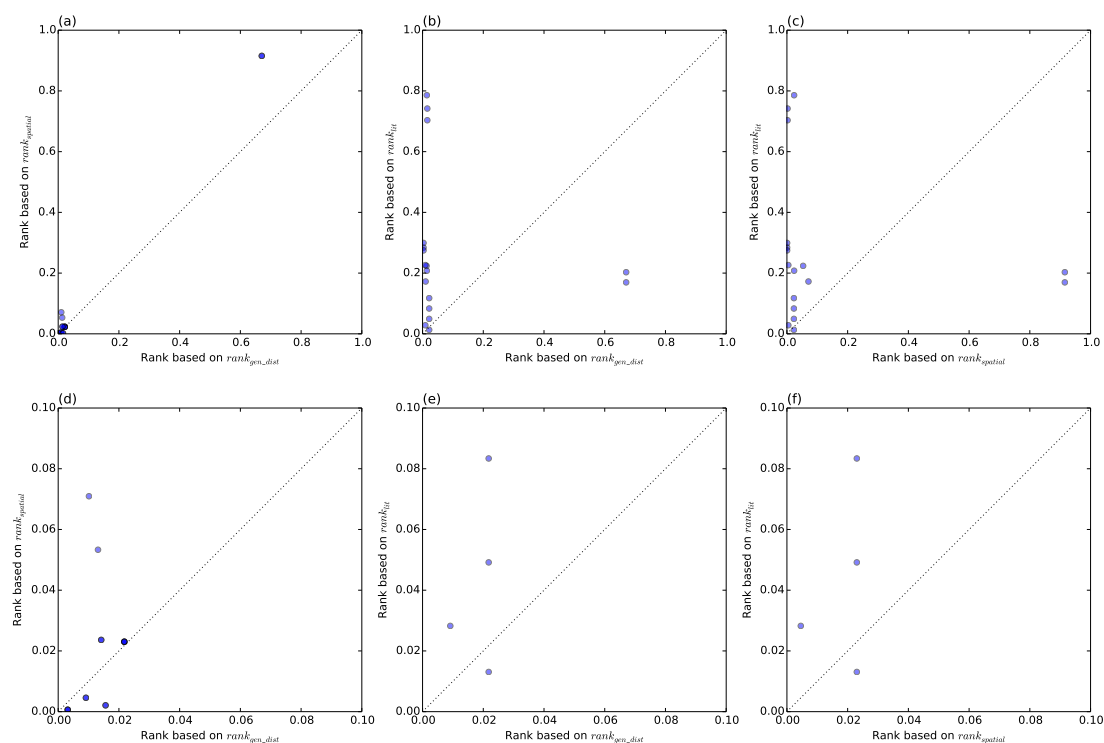 (a)
1.0
0.8
0.6
0.4
0.2
0.0
0.0 0.2 0.4 0.6 0.8 1.0
Rank based on rank_spatial
Rank based on rank_gen_dist
(b)
1.0
0.8
0.6
0.4
0.2
0.0
0.0 0.2 0.4 0.6 0.8 1.0
Rank based on rank_lit
Rank based on rank_gen_dist
(c)
1.0
0.8
0.6
0.4
0.2
0.0
0.0 0.2 0.4 0.6 0.8 1.0
Rank based on rank_lit
Rank based on rank_spatial
(d)
0.10
0.08
0.06
0.04
0.02
0.00
0.00 0.02 0.04 0.06 0.08 0.10
Rank based on rank_spatial
Rank based on rank_gen_dist
(e)
0.10
0.08
0.06
0.04
0.02
0.00
0.00 0.02 0.04 0.06 0.08 0.10
Rank based on rank_lit
Rank based on rank_gen_dist
(f)
0.10
0.08
0.06
0.04
0.02
0.00
0.00 0.02 0.04 0.06 0.08 0.10
Rank based on rank_lit
Rank based on rank_spatial